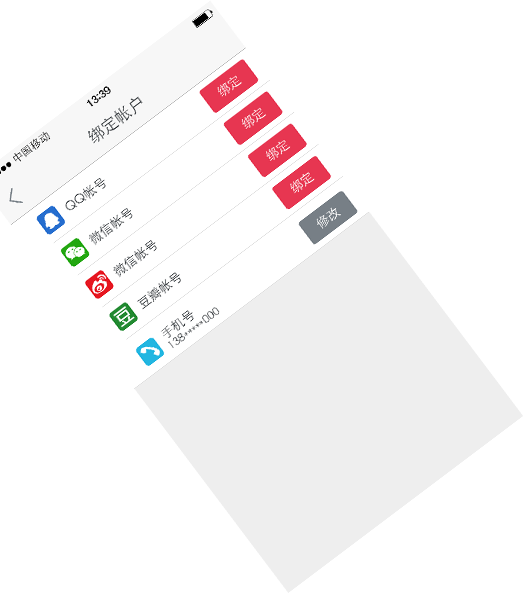 中国移动 13:39
绑定帐户
QQ帐号 绑定
微信帐号 绑定
微信帐号 绑定
豆 豆瓣帐号 绑定
手机号 修改
138*****000